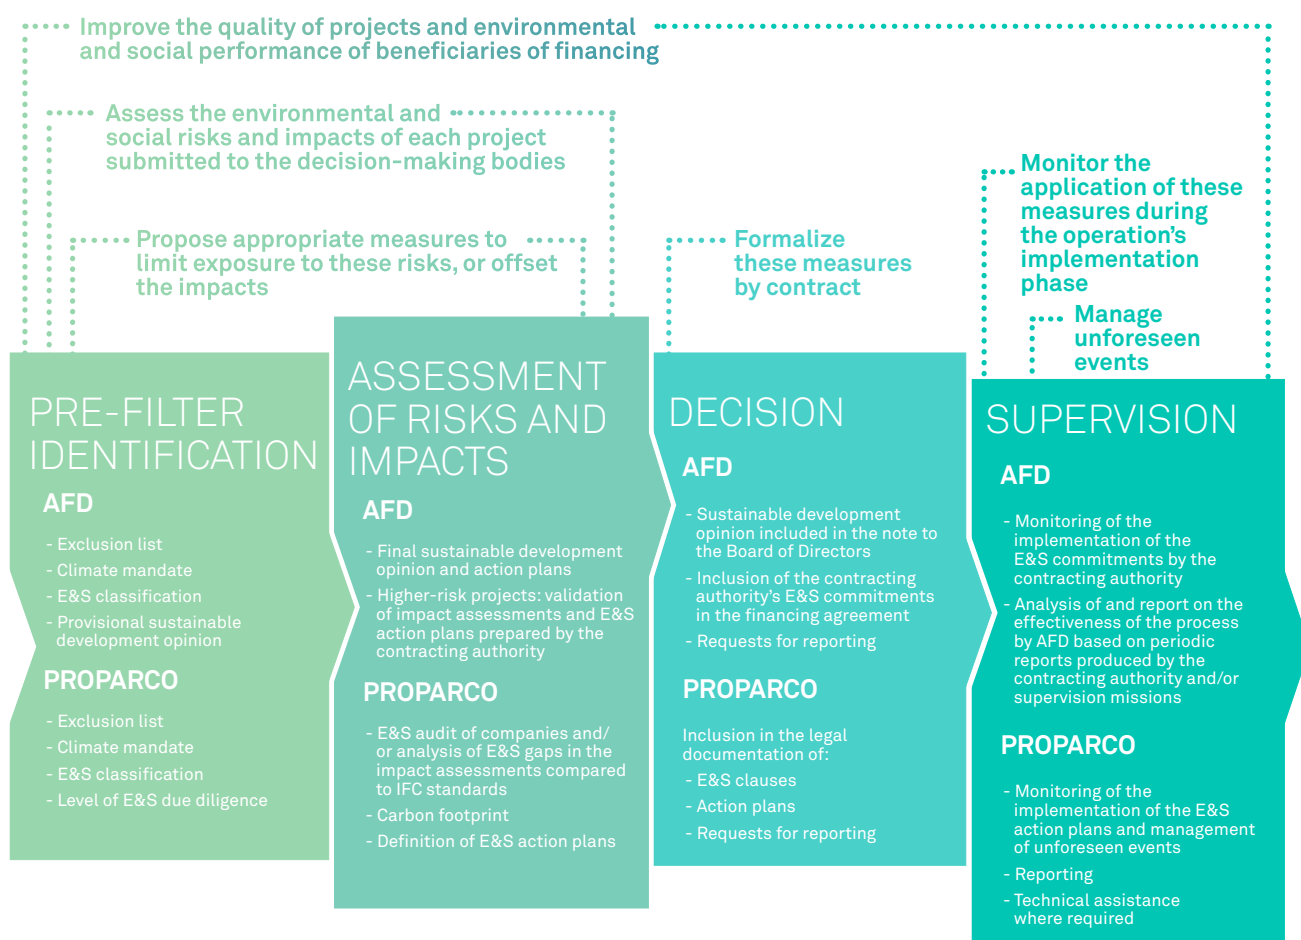 Improve the quality of projects and environmental
and social performance of beneficiaries of financing
Assess the environmental and
social risks and impacts of each project
submitted to the decision-making bodies
Propose appropriate measures to
limit exposure to these risks, or offset
the impacts
Formalize
these measures
by contract
Monitor the
application of these
measures during
the operation’s
implementation
phase
Manage
unforeseen
events
PRE-FILTER
IDENTIFICATION
AFD
- Exclusion list
- Climate mandate
- E&S classification
- Provisional sustainable
development opinion
PROPARCO
- Exclusion list
- Climate mandate
- E&S classification
- Level of E&S due diligence
ASSESSMENT
OF RISKS AND
IMPACTS
AFD
- Final sustainable development
opinion and action plans
- Higher-risk projects: validation
of impact assessments and E&S
action plans prepared by the
contracting authority
PROPARCO
- E&S audit of companies and/
or analysis of E&S gaps in the
impact assessments compared
to IFC standards
- Carbon footprint
- Definition of E&S action plans
DECISION
AFD
- Sustainable development
opinion included in the note to
the Board of Directors
- Inclusion of the contracting
authority’s E&S commitments
in the financing agreement
- Requests for reporting
PROPARCO
Inclusion in the legal
documentation of:
- E&S clauses
- Action plans
- Requests for reporting
SUPERVISION
AFD
- Monitoring of the
implementation of the
E&S commitments by the
contracting authority
- Analysis of and report on the
effectiveness of the process
by AFD based on periodic
reports produced by the
contracting authority and/or
supervision missions
PROPARCO
- Monitoring of the
implementation of the E&S
action plans and management
of unforeseen events
- Reporting
- Technical assistance
where required